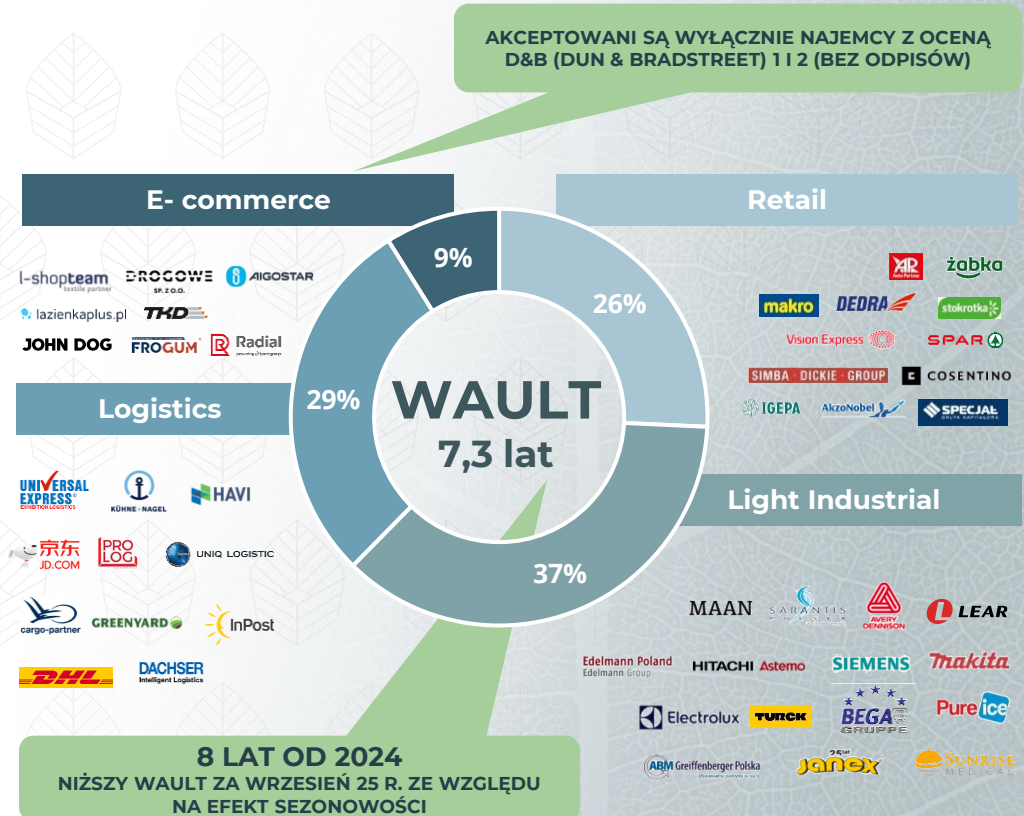 AKCEPTOWANI SĄ WYŁĄCZNIE NAJEMCY Z OCENĄ
D&B (DUN & BRADSTREET) 1 I 2 (BEZ ODPISÓW)
E- commerce
Retail
9%
26%
29%
37%
WAULT
7,3 lat
l-shopteam
textile partner
DROGOWE
SP. Z O.O.
AIGOSTAR
lazienkaplus.pl
TKD
JOHN DOG
FROGUM
Radial
Logistics
UNIVERSAL
EXPRESS
EXHIBITION LOGISTICS
KÜHNE+NAGEL
HAVI
京东
JD.COM
PRO
LOG
UNIQ LOGISTIC
cargo-partner
GREENYARD
InPost
DHL
DACHSER
Intelligent Logistics
AP
Auto Partner
żabka
makro
DEDRA
stokrotka
Vision Express
SPAR
SIMBA · DICKIE · GROUP
C COSENTINO
IGEPA
AkzoNobel
SPECJAŁ
GRUPA KAPITAŁOWA
Light Industrial
MAAN
SARANTIS
POLSKA
AVERY
DENNISON
LEAR
Edelmann Poland
Edelmann Group
HITACHI Astemo
SIEMENS
makita
Electrolux
TURCK
BEGA
GRUPPE
Pure ice
ABM Greiffenberger Polska
25 lat
Janex
SUNRISE
MEDICAL
8 LAT OD 2024
NIŻSZY WAULT ZA WRZESIEŃ 25 R. ZE WZGLĘDU
NA EFEKT SEZONOWOŚCI